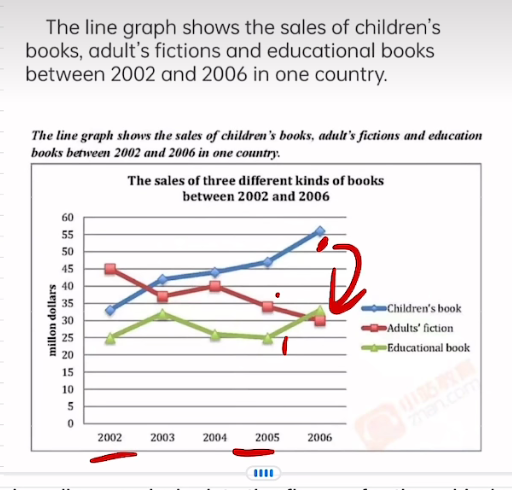 The line graph shows the sales of children's
books, adult's fictions and educational books
between 2002 and 2006 in one country.
The line graph shows the sales of children's books, adult's fictions and education
books between 2002 and 2006 in one country.
The sales of three different kinds of books
between 2002 and 2006
60
55
50
45
40
35
30
25
20
15
10
5
0
millon dollars
Children's book
Adults' fiction
Educational book
2002 2003 2004 2005 2006